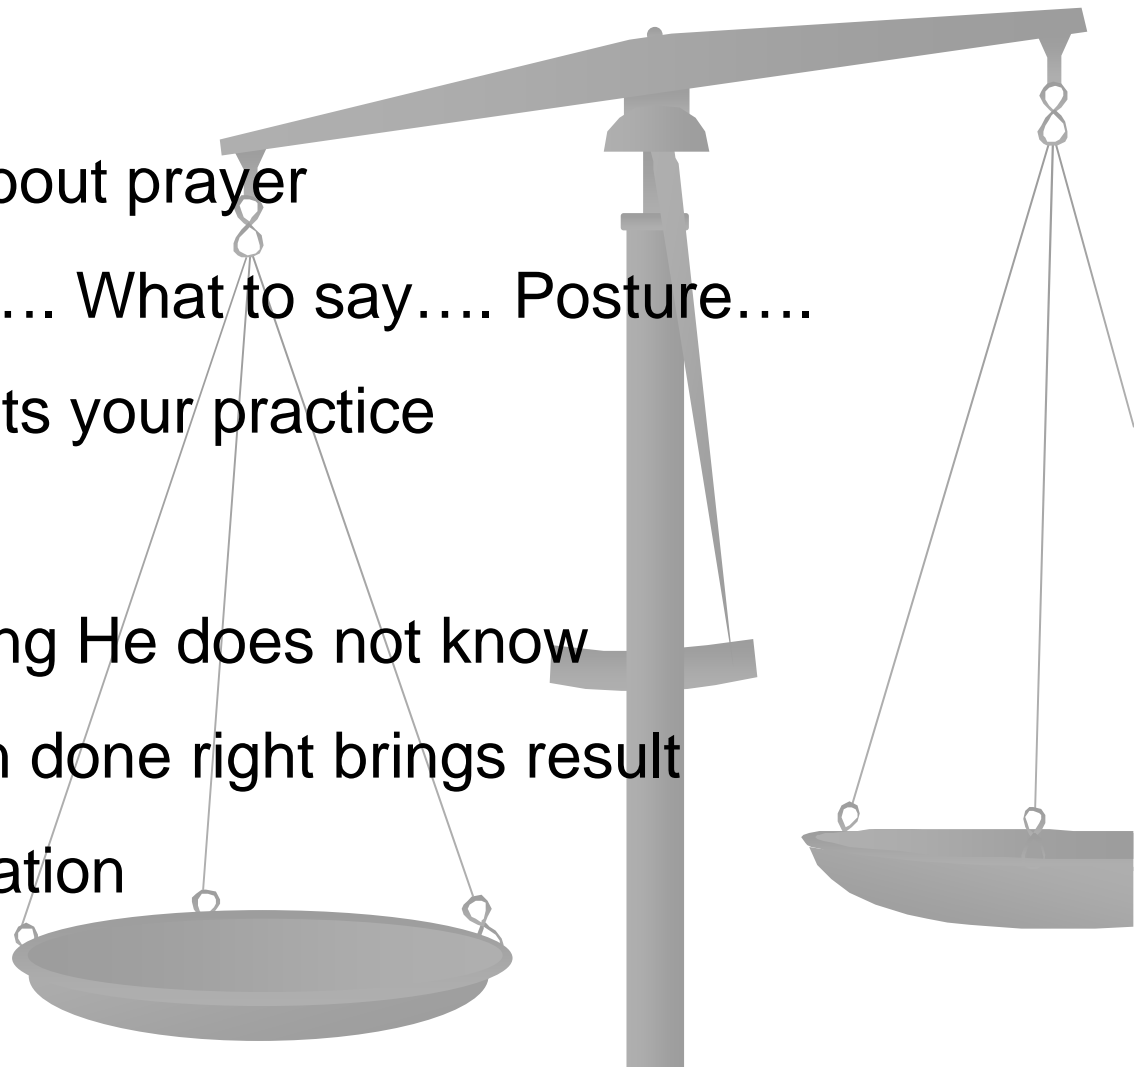 bout prayer
…. What to say…. Posture….
ts your practice
ng He does not know
n done right brings result
ation